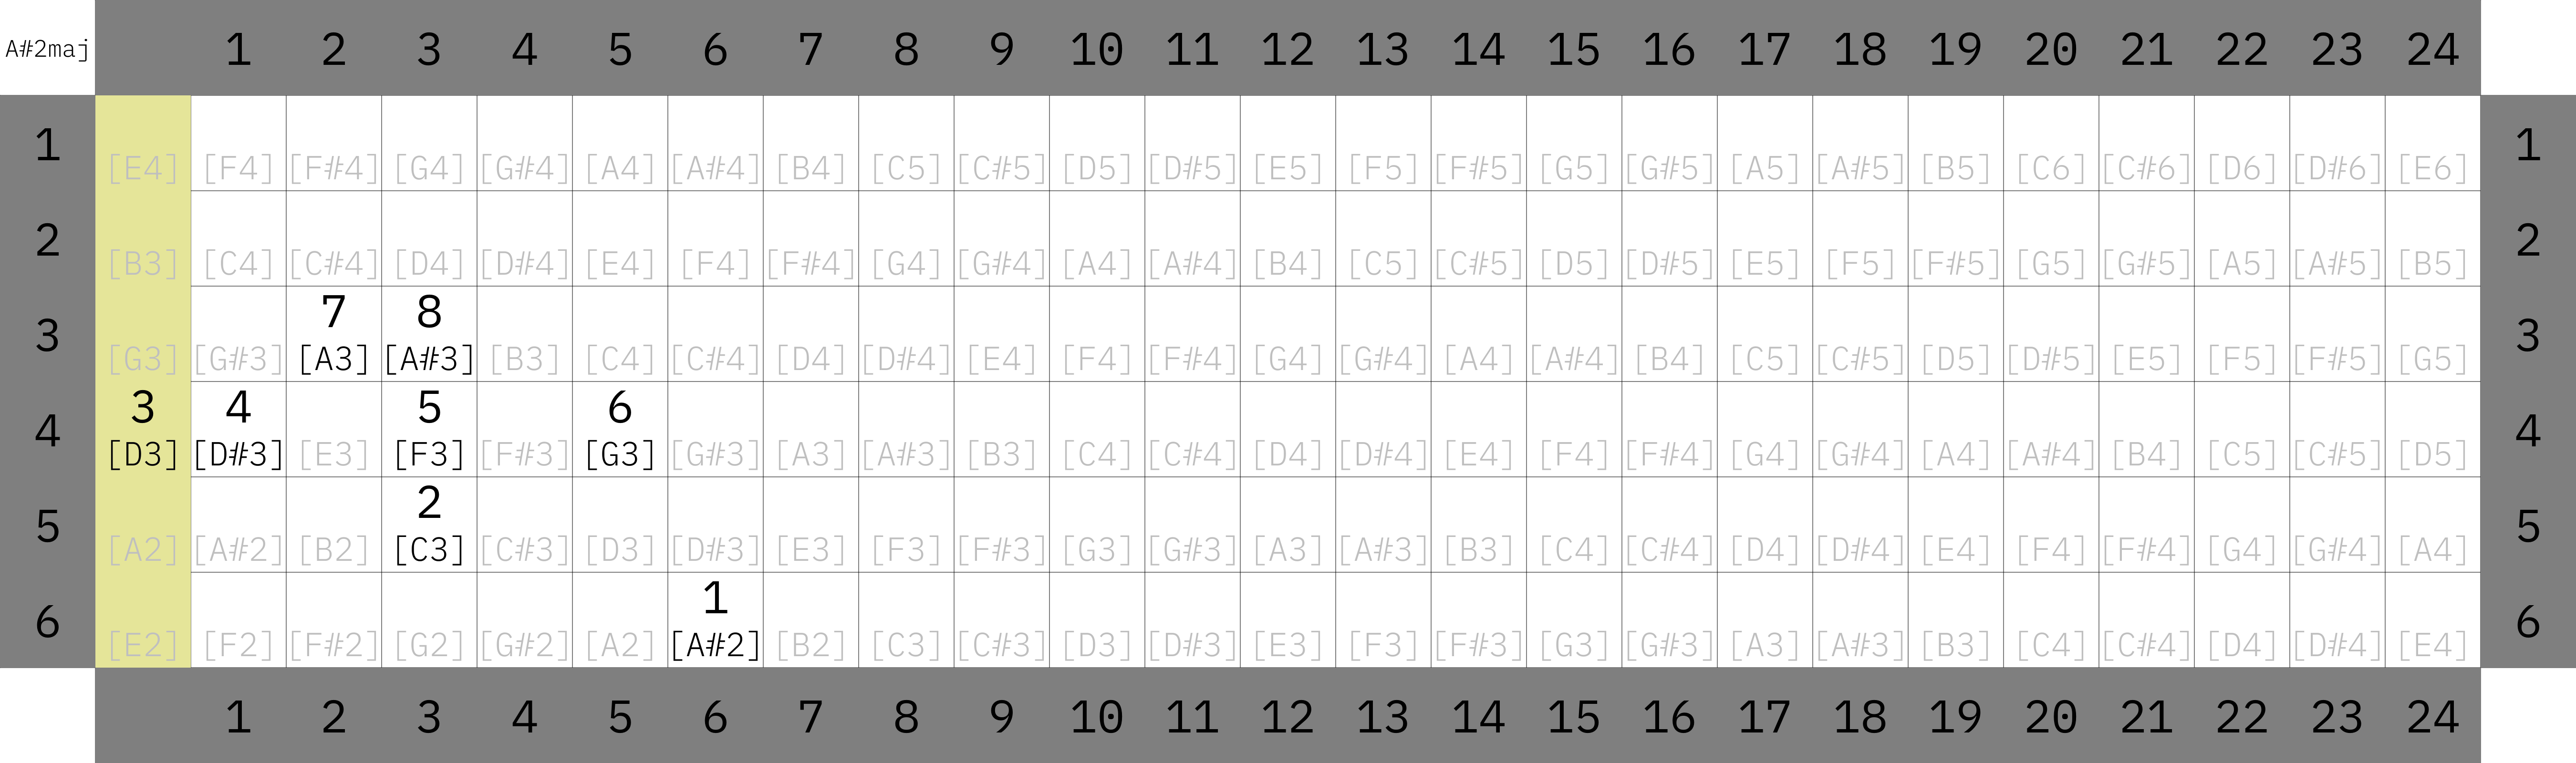 A#2maj 1 2 3 4 5 6 7 8 9 10 11 12 13 14 15 16 17 18 19 20 21 22 23 24
1 [E4] [F4] [F#4] [G4] [G#4] [A4] [A#4] [B4] [C5] [C#5] [D5] [D#5] [E5] [F5] [F#5] [G5] [G#5] [A5] [A#5] [B5] [C6] [C#6] [D6] [D#6] [E6] 1
2 [B3] [C4] [C#4] [D4] [D#4] [E4] [F4] [F#4] [G4] [G#4] [A4] [A#4] [B4] [C5] [C#5] [D5] [D#5] [E5] [F5] [F#5] [G5] [G#5] [A5] [A#5] [B5] 2
7 8
3 [G3] [G#3] [A3] [A#3] [B3] [C4] [C#4] [D4] [D#4] [E4] [F4] [F#4] [G4] [G#4] [A4] [A#4] [B4] [C5] [C#5] [D5] [D#5] [E5] [F5] [F#5] [G5] 3
3 4 5 6
4 [D3] [D#3] [E3] [F3] [F#3] [G3] [G#3] [A3] [A#3] [B3] [C4] [C#4] [D4] [D#4] [E4] [F4] [F#4] [G4] [G#4] [A4] [A#4] [B4] [C5] [C#5] [D5] 4
2
5 [A2] [A#2] [B2] [C3] [C#3] [D3] [D#3] [E3] [F3] [F#3] [G3] [G#3] [A3] [A#3] [B3] [C4] [C#4] [D4] [D#4] [E4] [F4] [F#4] [G4] [G#4] [A4] 5
1
6 [E2] [F2] [F#2] [G2] [G#2] [A2] [A#2] [B2] [C3] [C#3] [D3] [D#3] [E3] [F3] [F#3] [G3] [G#3] [A3] [A#3] [B3] [C4] [C#4] [D4] [D#4] [E4] 6
1 2 3 4 5 6 7 8 9 10 11 12 13 14 15 16 17 18 19 20 21 22 23 24